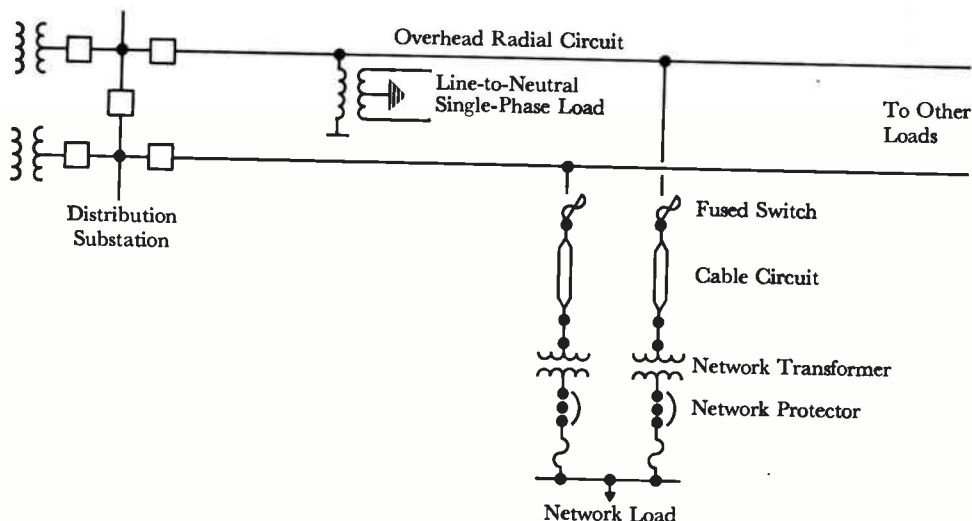 Overhead Radial Circuit
Line-to-Neutral
Single-Phase Load
To Other
Loads
Distribution
Substation
Fused Switch
Cable Circuit
Network Transformer
Network Protector
Network Load